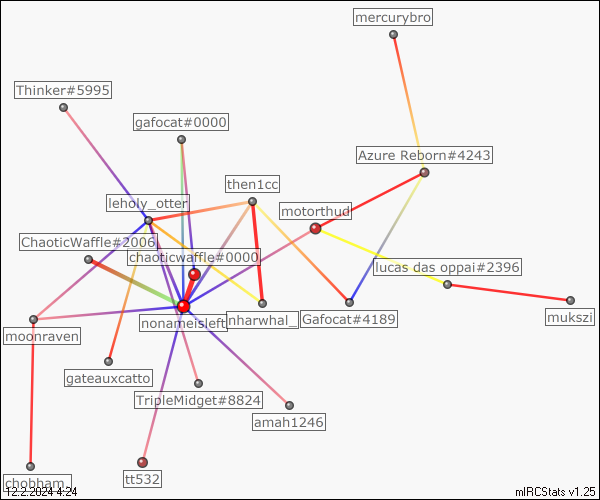 mercurybro
Thinker#5995
gafocat#0000
Azure Reborn#4243
then1cc
leholy_otter
motorthud
ChaoticWaffle#2006
chaoticwaffle#0000
lucas das oppai#2396
nonameisleft
nharwhal_
Gafocat#4189
mukszi
moonraven
gateauxcatto
TripleMidget#8824
amah1246
chobham_
tt532
12.2.2024 4:24
mIRCStats v1.25